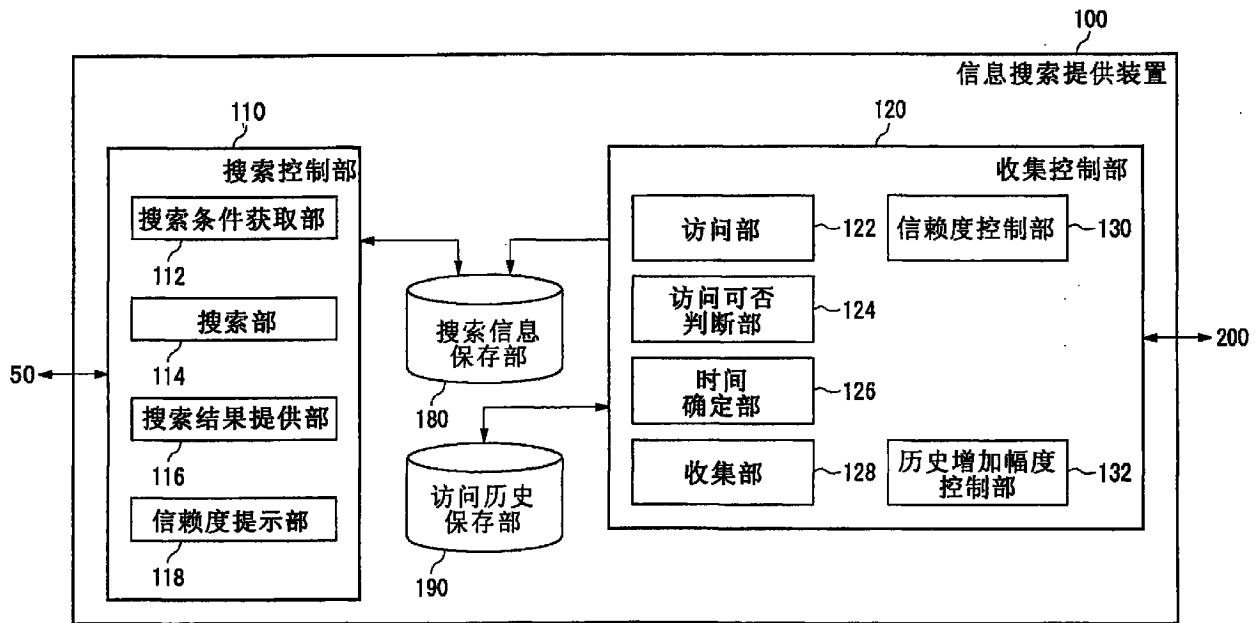 100
信息搜索提供装置
110
搜索控制部
搜索条件获取部
112
搜索部
114
搜索结果提供部
116
信赖度提示部
118
50
搜索信息
保存部
180
访问历史
保存部
190
120
收集控制部
访问部
122
信赖度控制部
130
访问可否
判断部
124
时间
确定部
126
收集部
128
历史增加幅度
控制部
132
200